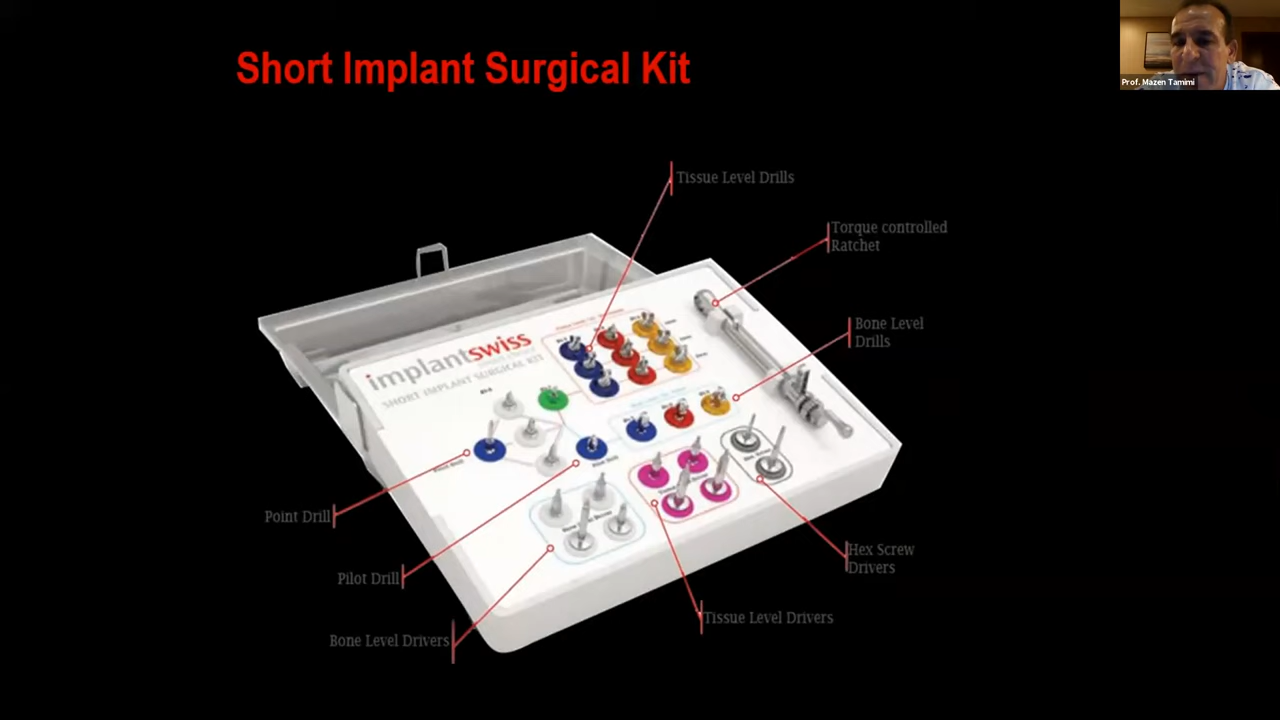 Short Implant Surgical Kit
Prof. Mazen Tamimi
Tissue Level Drills
Torque controlled
Ratchet
Bone Level
Drills
implantswiss
SHORT IMPLANT SURGICAL KIT
Point Drill
Pilot Drill
Hex Screw
Drivers
Tissue Level Drivers
Bone Level Drivers